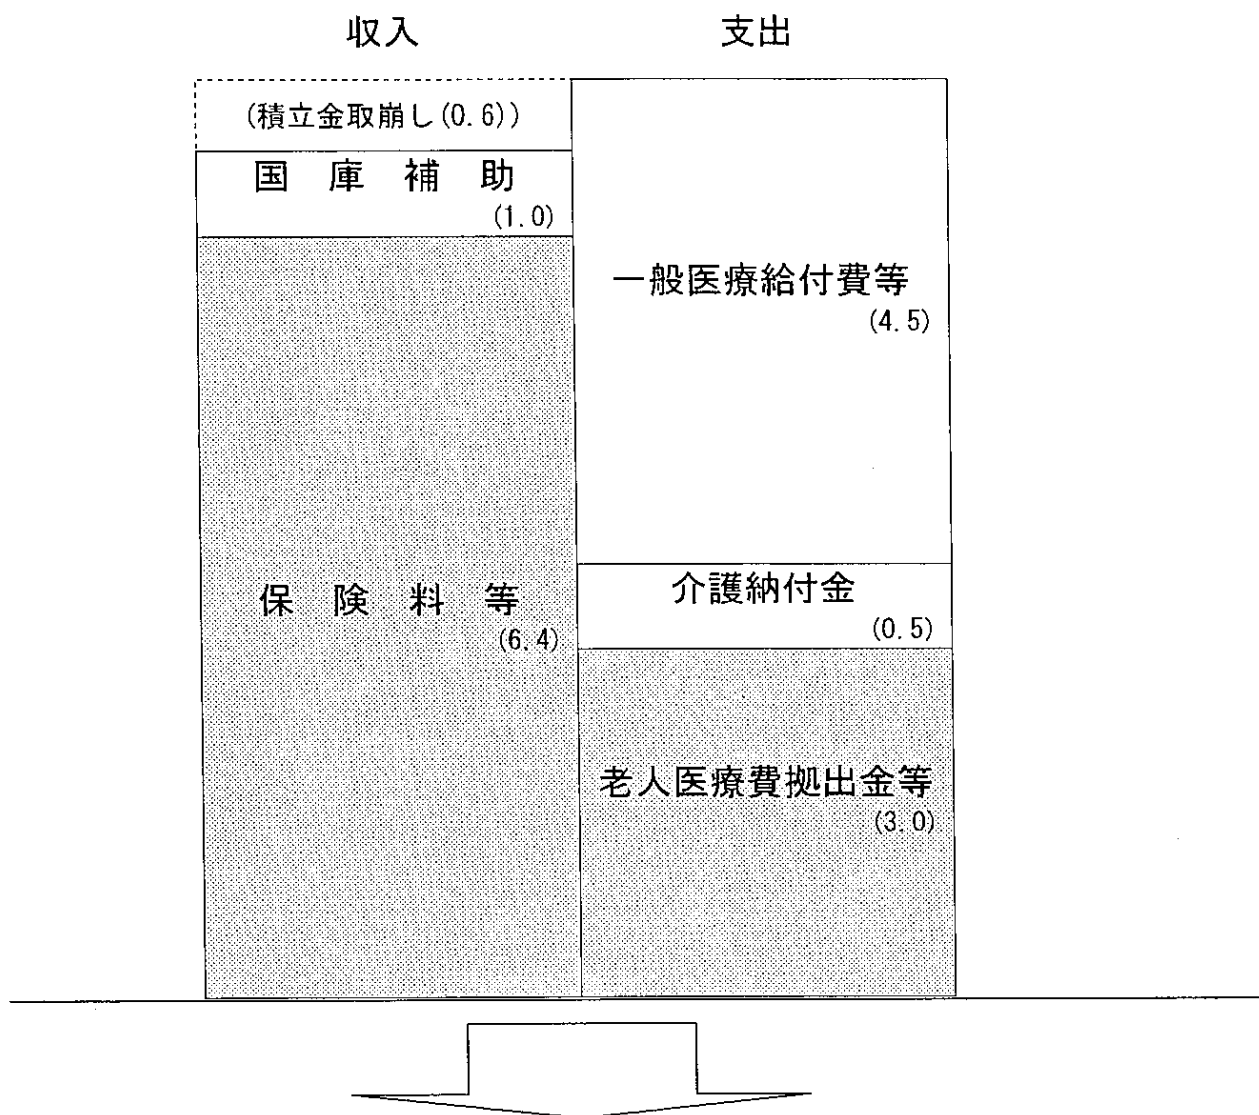 収入
支出
(積立金取崩し(0.6))
国庫補助
(1.0)
保険料等
(6.4)
一般医療給付費等
(4.5)
介護納付金
(0.5)
老人医療費拠出金等
(3.0)